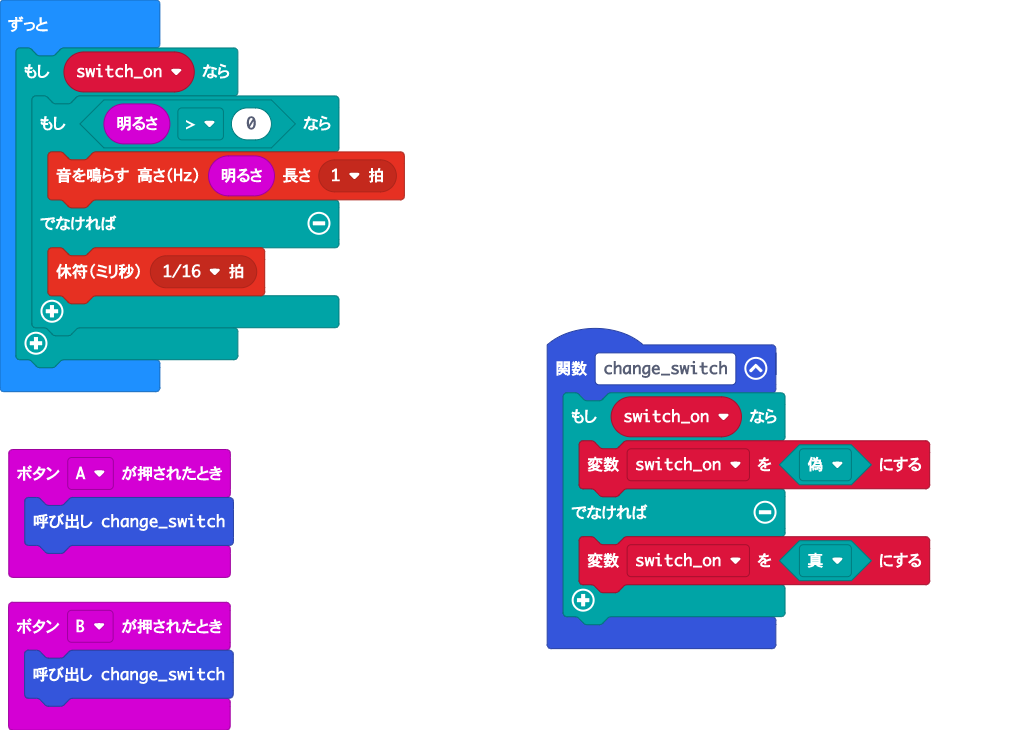 ずっと
もし switch_on なら
もし 明るさ > 0 なら
音を鳴らす 高さ(Hz) 明るさ 長さ 1 拍
でなければ
休符(ミリ秒) 1/16 拍
ボタン A が押されたとき
呼び出し change_switch
ボタン B が押されたとき
呼び出し change_switch
関数 change_switch
もし switch_on なら
変数 switch_on を 偽 にする
でなければ
変数 switch_on を 真 にする